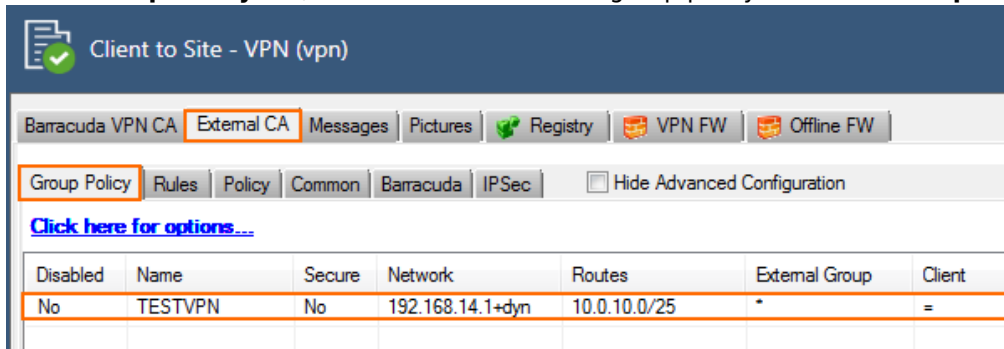 Client to Site - VPN (vpn)
Barracuda VPN CA External CA Messages Pictures Registry VPN FW Offline FW
Group Policy Rules Policy Common Barracuda IPSec Hide Advanced Configuration
Click here for options...
Disabled Name Secure Network Routes External Group Client
No TESTVPN No 192.168.14.1+dyn 10.0.10.0/25 * =